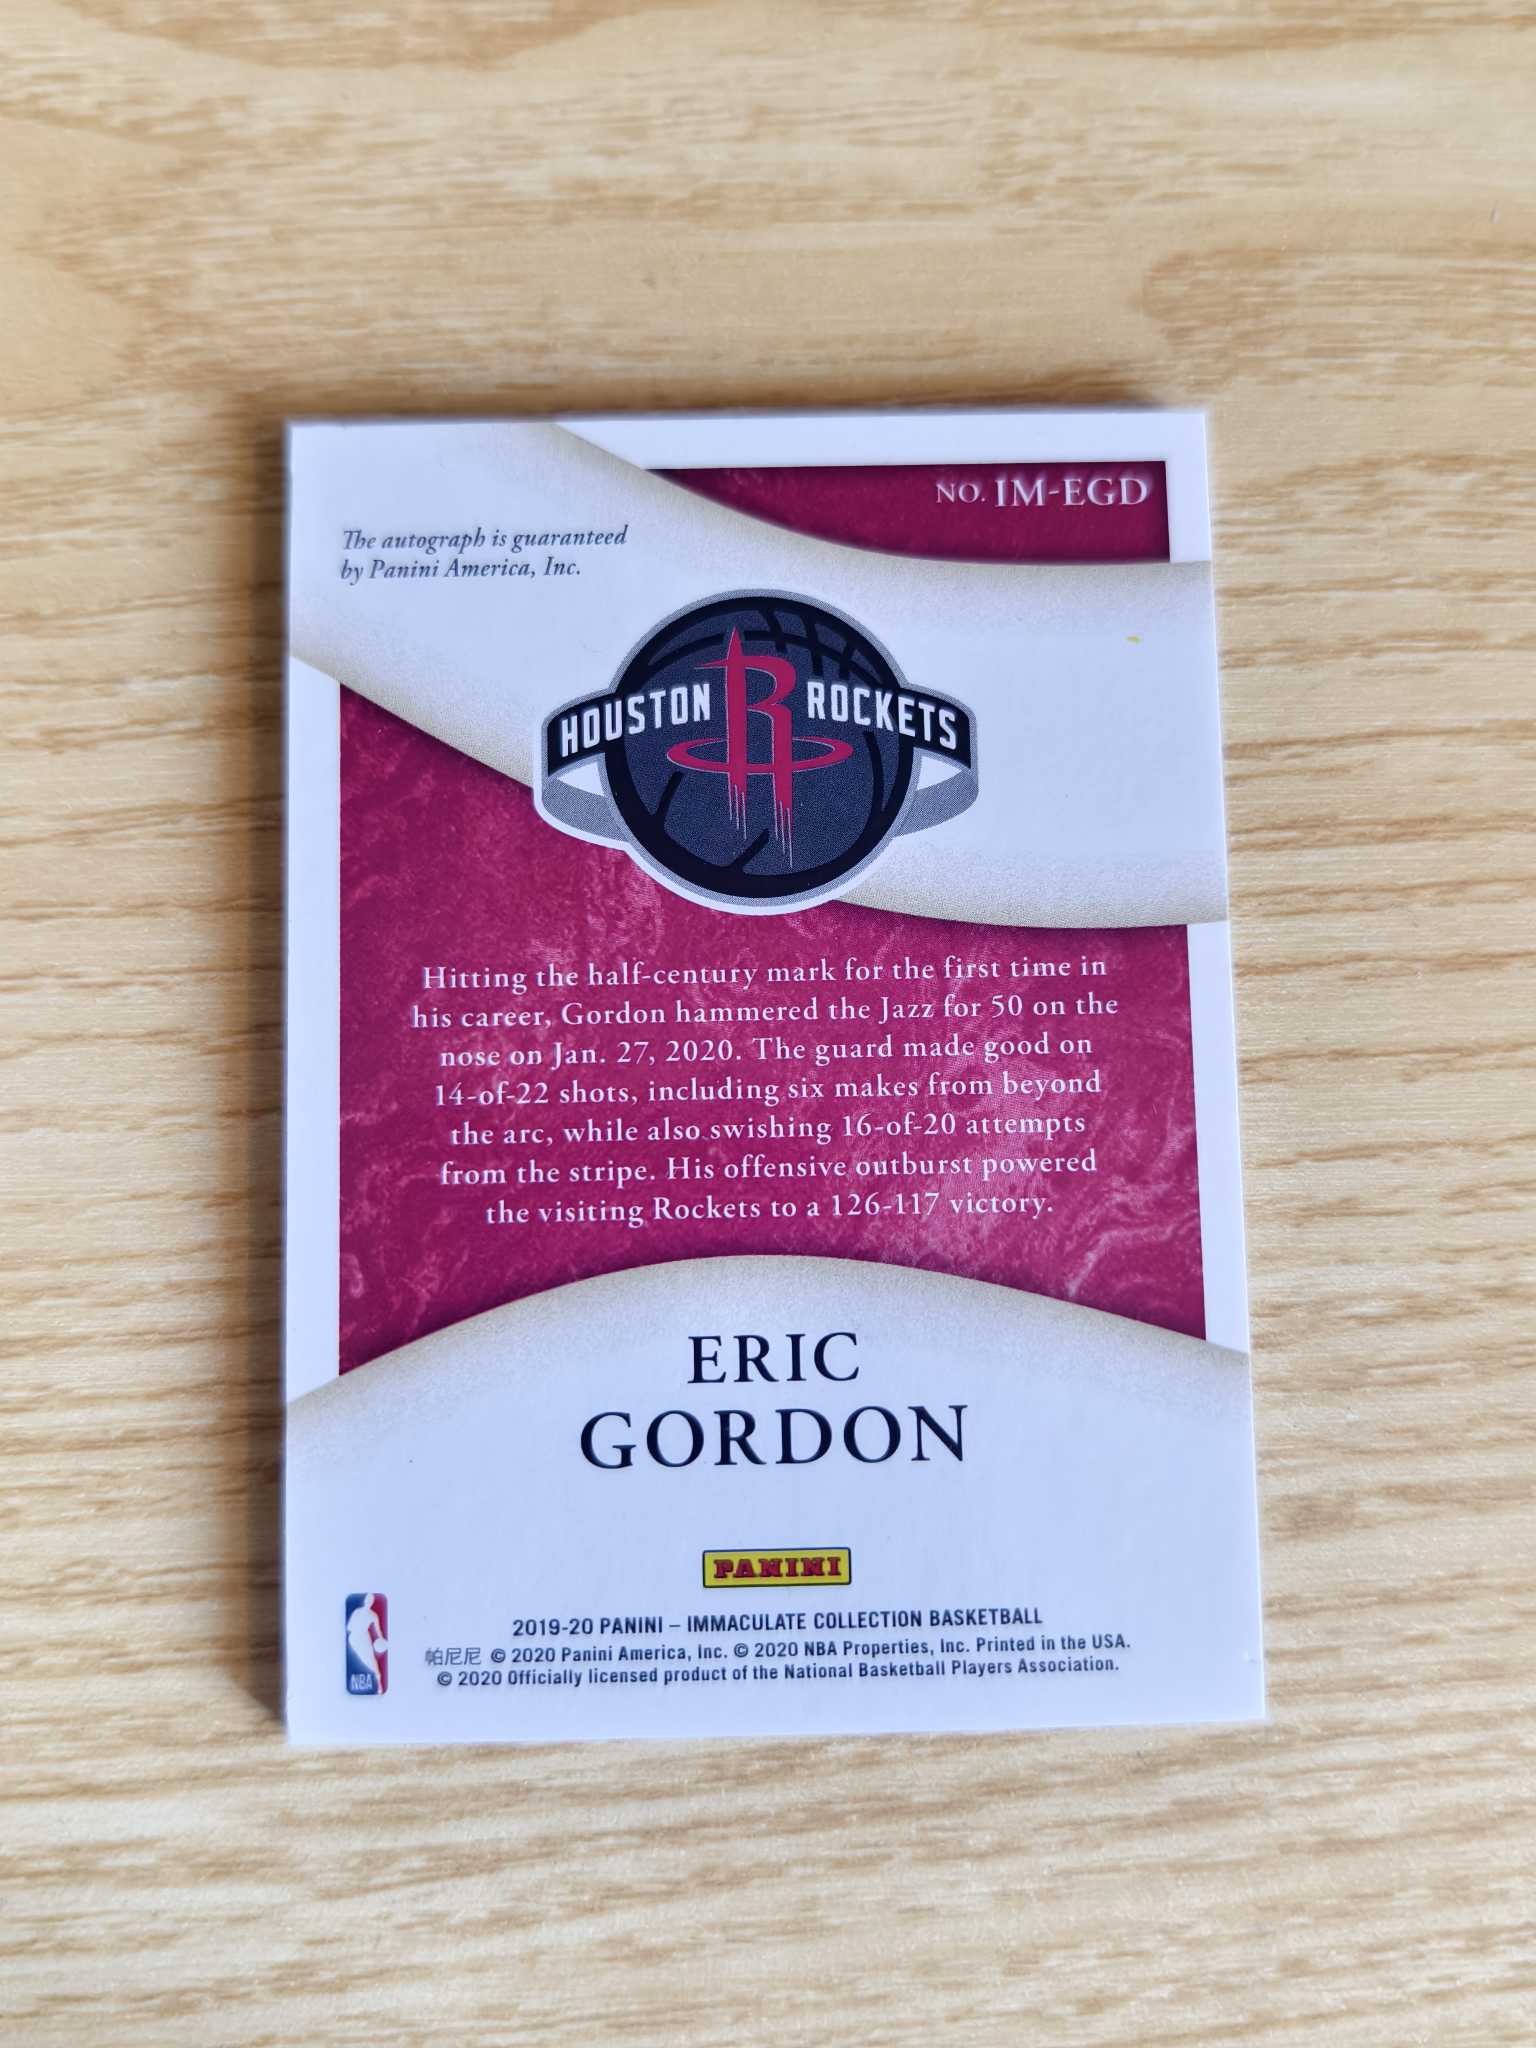 NO. IM-EGD
The autograph is guaranteed
by Panini America, Inc.
HOUSTON ROCKETS
Hitting the half-century mark for the first time in
his career, Gordon hammered the Jazz for 50 on the
nose on Jan. 27, 2020. The guard made good on
14-of-22 shots, including six makes from beyond
the arc, while also swishing 16-of-20 attempts
from the stripe. His offensive outburst powered
the visiting Rockets to a 126-117 victory.
ERIC
GORDON
PANINI
2019-20 PANINI – IMMACULATE COLLECTION BASKETBALL
帕尼尼 © 2020 Panini America, Inc. © 2020 NBA Properties, Inc. Printed in the USA.
© 2020 Officially licensed product of the National Basketball Players Association.
NBA